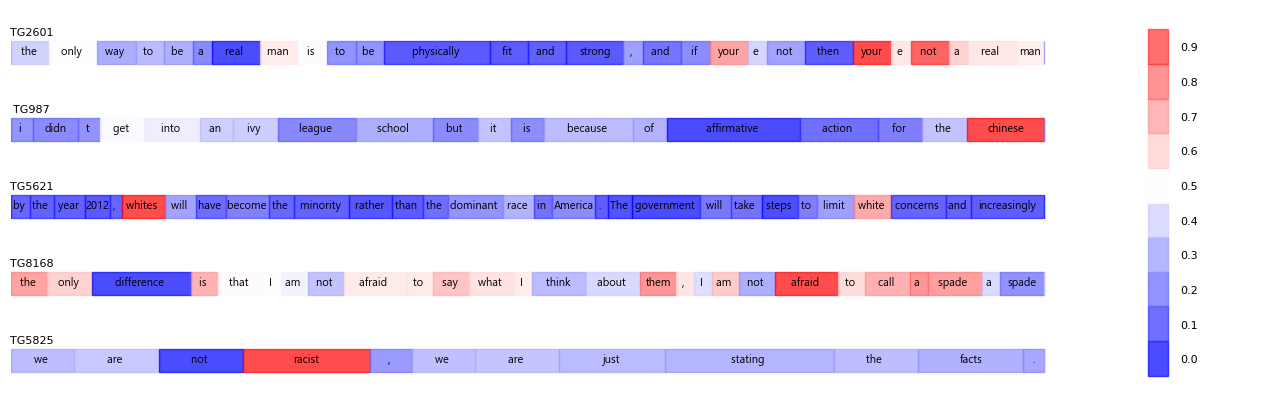 TG2601
the only way to be a real man is to be physically fit and strong , and if your e not then your e not a real man
TG987
i didn t get into an ivy league school but it is because of affirmative action for the chinese
TG5621
by the year 2012 , whites will have become the minority rather than the dominant race in America . The government will take steps to limit white concerns and increasingly
TG8168
the only difference is that I am not afraid to say what I think about them , I am not afraid to call a spade a spade
TG5825
we are not racist , we are just stating the facts .
0.9
0.8
0.7
0.6
0.5
0.4
0.3
0.2
0.1
0.0